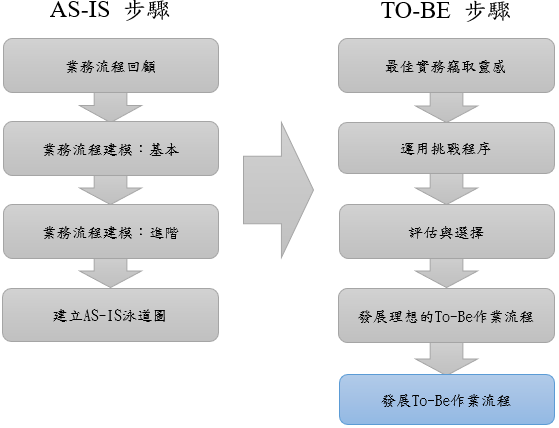 AS-IS 步驟
業務流程回顧
業務流程建模：基本
業務流程建模：進階
建立AS-IS泳道圖
TO-BE 步驟
最佳實務竊取靈感
運用挑戰程序
評估與選擇
發展理想的To-Be作業流程
發展To-Be作業流程